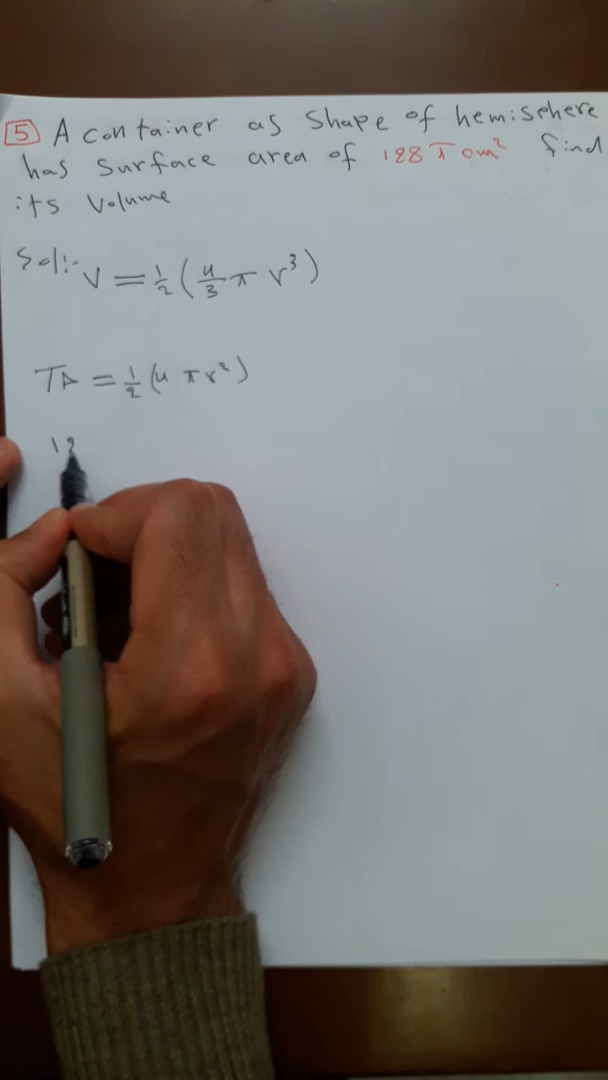 5 A container as shape of hemisphere
has surface area of 128 π cm² find
its volume
Sol:- V = 1/2 (4/3 π r³)
TA = 1/2 (4 π r²)
12